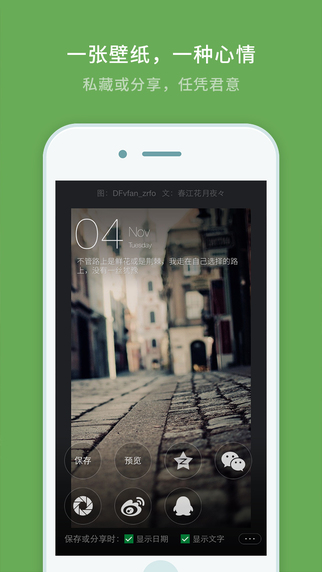 一张壁纸，一种心情
私藏或分享，任凭君意
图：DFvfan_zrfo 文：春江花月夜々
04 Nov
Tuesday
不管路上是鲜花或是荆棘，我走在自己选择的路
上，没有一丝犹豫
保存 预览
保存或分享时： 显示日期 显示文字